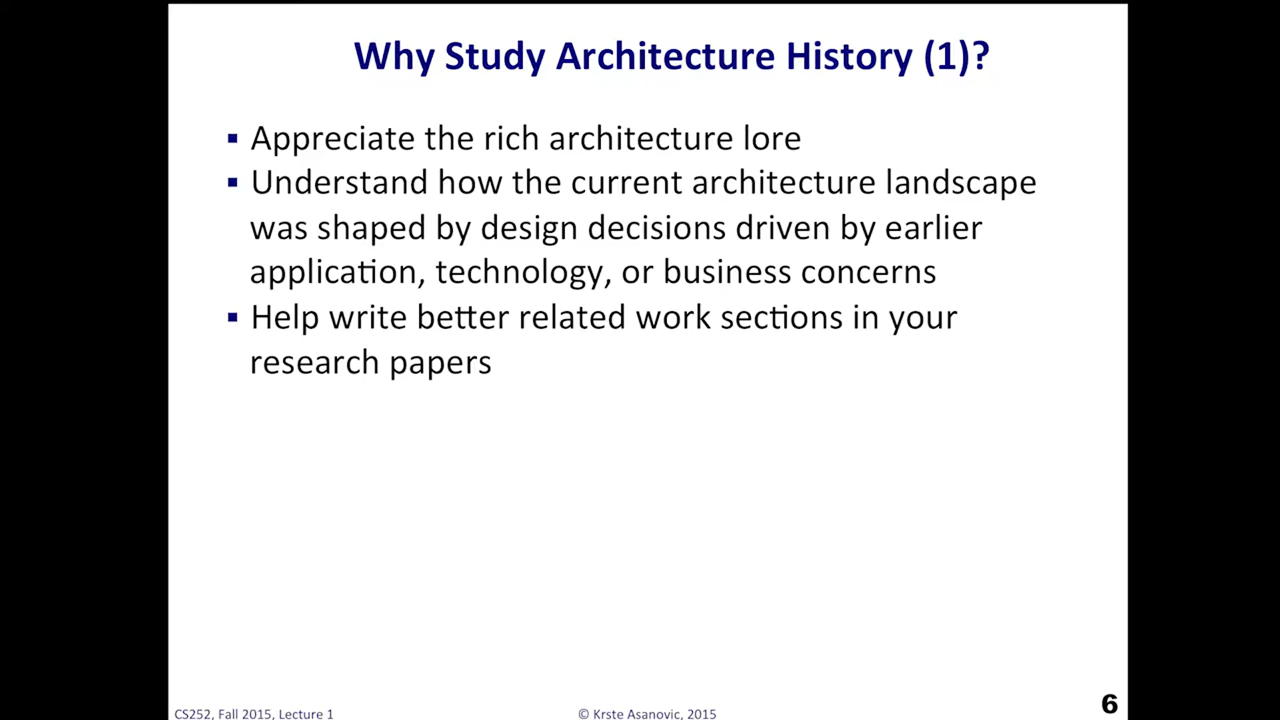 Why Study Architecture History (1)?
▪ Appreciate the rich architecture lore
▪ Understand how the current architecture landscape
was shaped by design decisions driven by earlier
application, technology, or business concerns
▪ Help write better related work sections in your
research papers
CS252, Fall 2015, Lecture 1
© Krste Asanovic, 2015
6